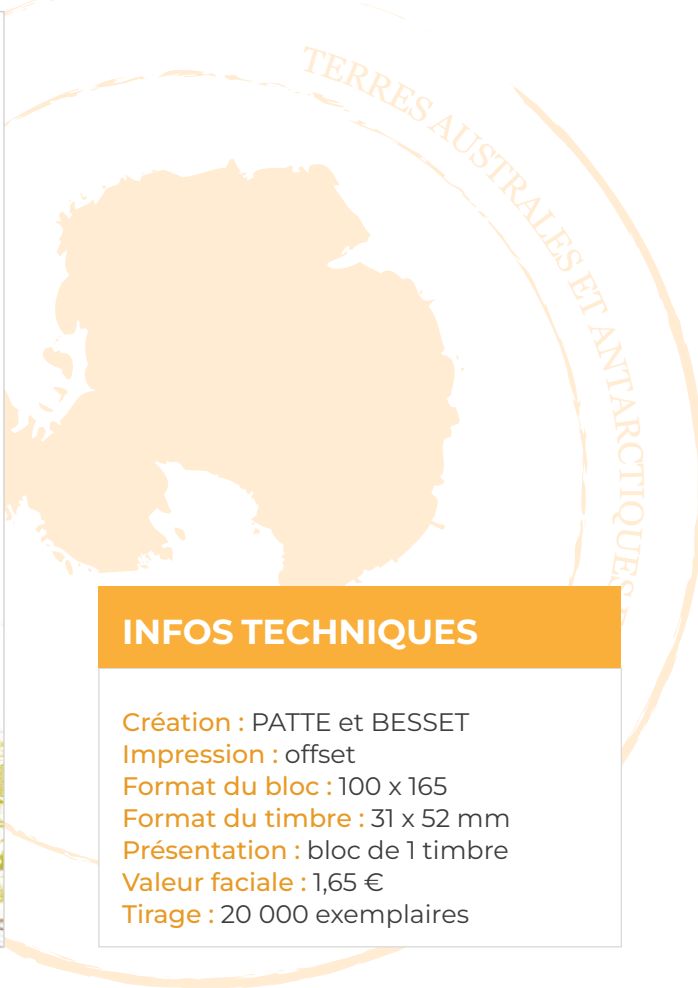 TERRES AUSTRALES ET ANTARCTIQUES
INFOS TECHNIQUES
Création : PATTE et BESSET
Impression : offset
Format du bloc : 100 x 165
Format du timbre : 31 x 52 mm
Présentation : bloc de 1 timbre
Valeur faciale : 1,65 €
Tirage : 20 000 exemplaires